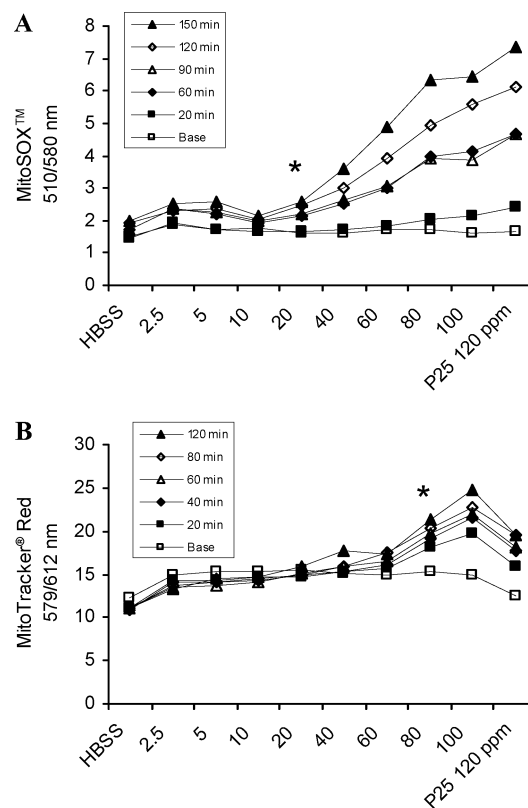 A
8
7
6
5
4
3
2
1
0
MitoSOX™
510/580 nm
150 min
120 min
90 min
60 min
20 min
Base
*
HBSS
2.5
5
10
20
40
60
80
100
P25 120 ppm
B
30
25
20
15
10
5
0
MitoTracker® Red
579/612 nm
120 min
80 min
60 min
40 min
20 min
Base
*
HBSS
2.5
5
10
20
40
60
80
100
P25 120 ppm